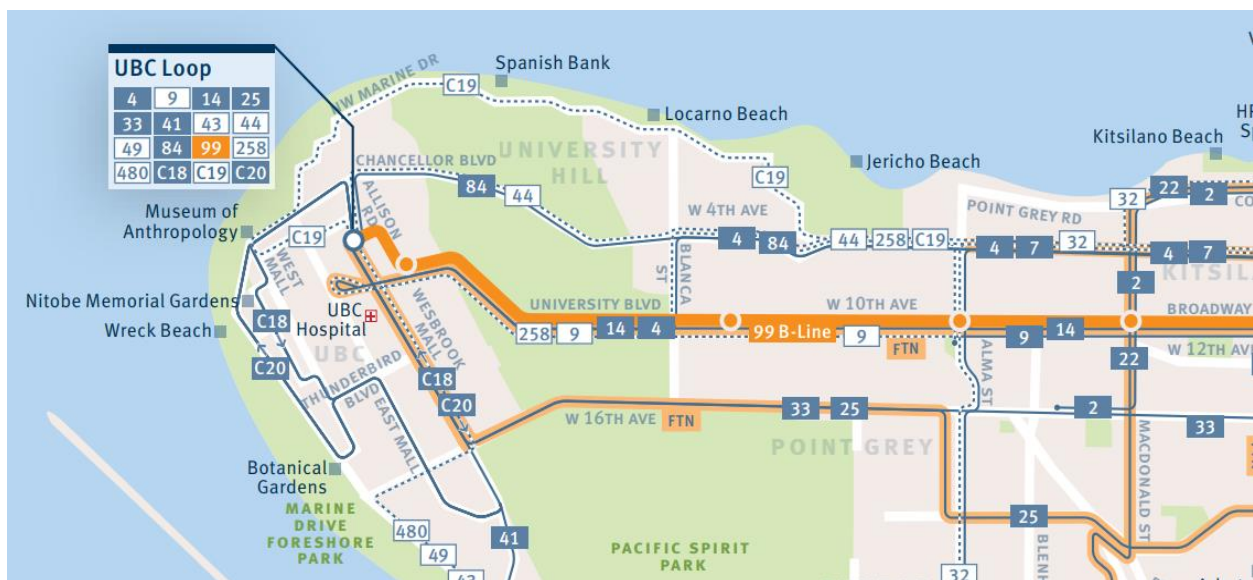 UBC Loop
4 9 14 25
33 41 43 44
49 84 99 258
480 C18 C19 C20
NW MARINE DR
C19
Spanish Bank
Locarno Beach
Jericho Beach
Kitsilano Beach
UNIVERSITY
HILL
CHANCELLOR BLVD
84
44
C19
W 4TH AVE
4
84
44
258
C19
POINT GREY RD
4
7
32
32
22
2
4
7
KITSIL
2
Museum of
Anthropology
ALLISON
RD
C19
WEST
MALL
BLANCA
ST
Nitobe Memorial Gardens
Wreck Beach
UBC
Hospital
UBC
C18
C20
WESBROOK
MALL
UNIVERSITY BLVD
258
9
14
4
99 B-Line
W 10TH AVE
9
FTN
BROADWAY
9
14
W 12TH AV
22
THUNDERBIRD
BLVD
EAST MALL
C18
C20
W 16TH AVE
FTN
33
25
ALMA ST
2
33
POINT GREY
MACDONALD ST
Botanical
Gardens
MARINE
DRIVE
FORESHORE
PARK
480
49
41
PACIFIC SPIRIT
PARK
25
32